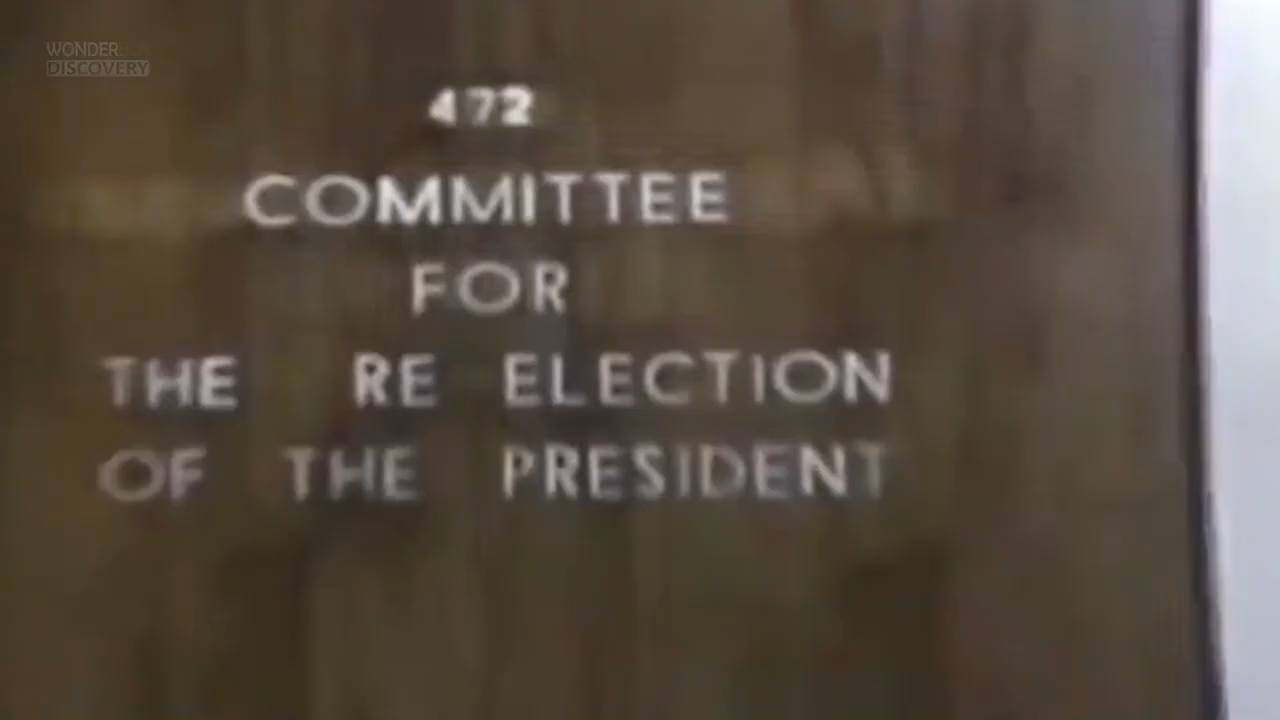 WONDER
DISCOVERY
472
COMMITTEE
FOR
THE RE ELECTION
OF THE PRESIDENT